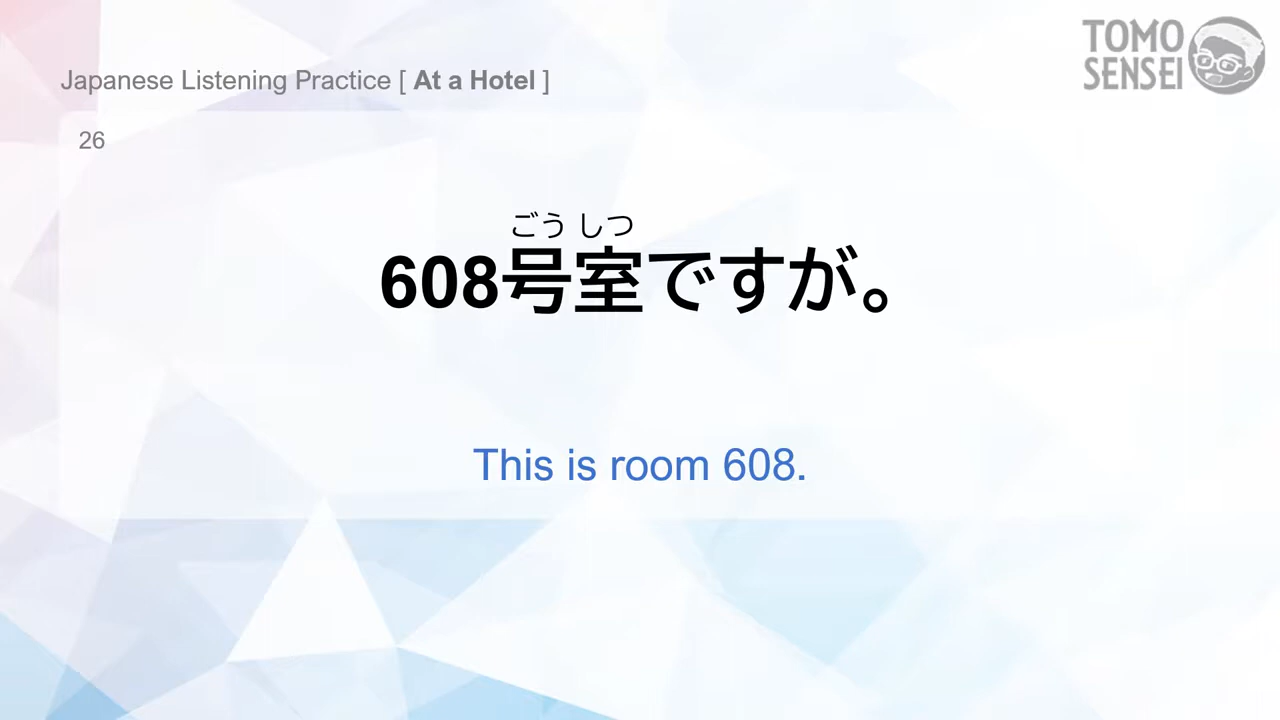 TOMO
SENSEI
Japanese Listening Practice [ At a Hotel ]
26
ごう しつ
608号室ですが。
This is room 608.